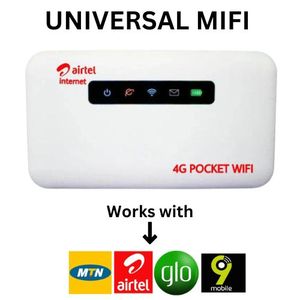 UNIVERSAL MIFI
airtel
internet
4G POCKET WIFI
Works with
MTN
airtel
glo
9
mobile